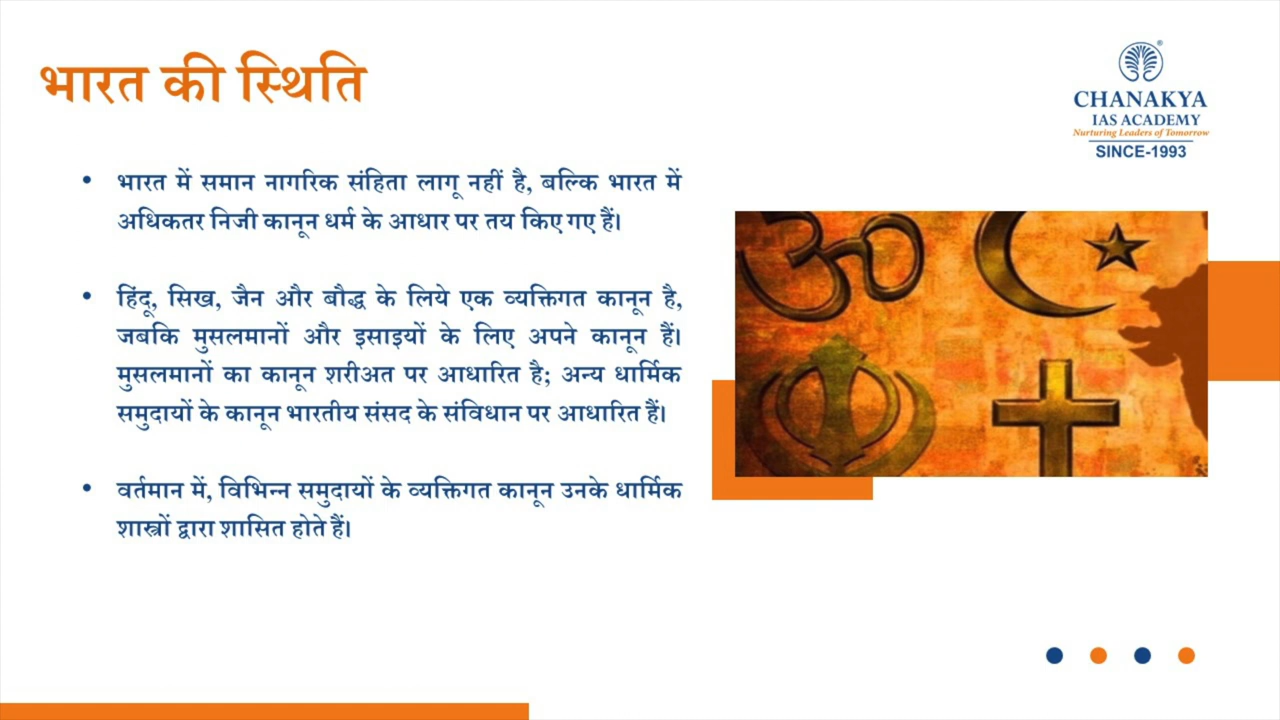 भारत की स्थिति
CHANAKYA
IAS ACADEMY
Nurturing Leaders of Tomorrow
SINCE-1993
• भारत में समान नागरिक संहिता लागू नहीं है, बल्कि भारत में
अधिकतर निजी कानून धर्म के आधार पर तय किए गए हैं।
• हिंदू, सिख, जैन और बौद्ध के लिये एक व्यक्तिगत कानून है,
जबकि मुसलमानों और इसाइयों के लिए अपने कानून हैं।
मुसलमानों का कानून शरीअत पर आधारित है; अन्य धार्मिक
समुदायों के कानून भारतीय संसद के संविधान पर आधारित हैं।
• वर्तमान में, विभिन्न समुदायों के व्यक्तिगत कानून उनके धार्मिक
शास्त्रों द्वारा शासित होते हैं।